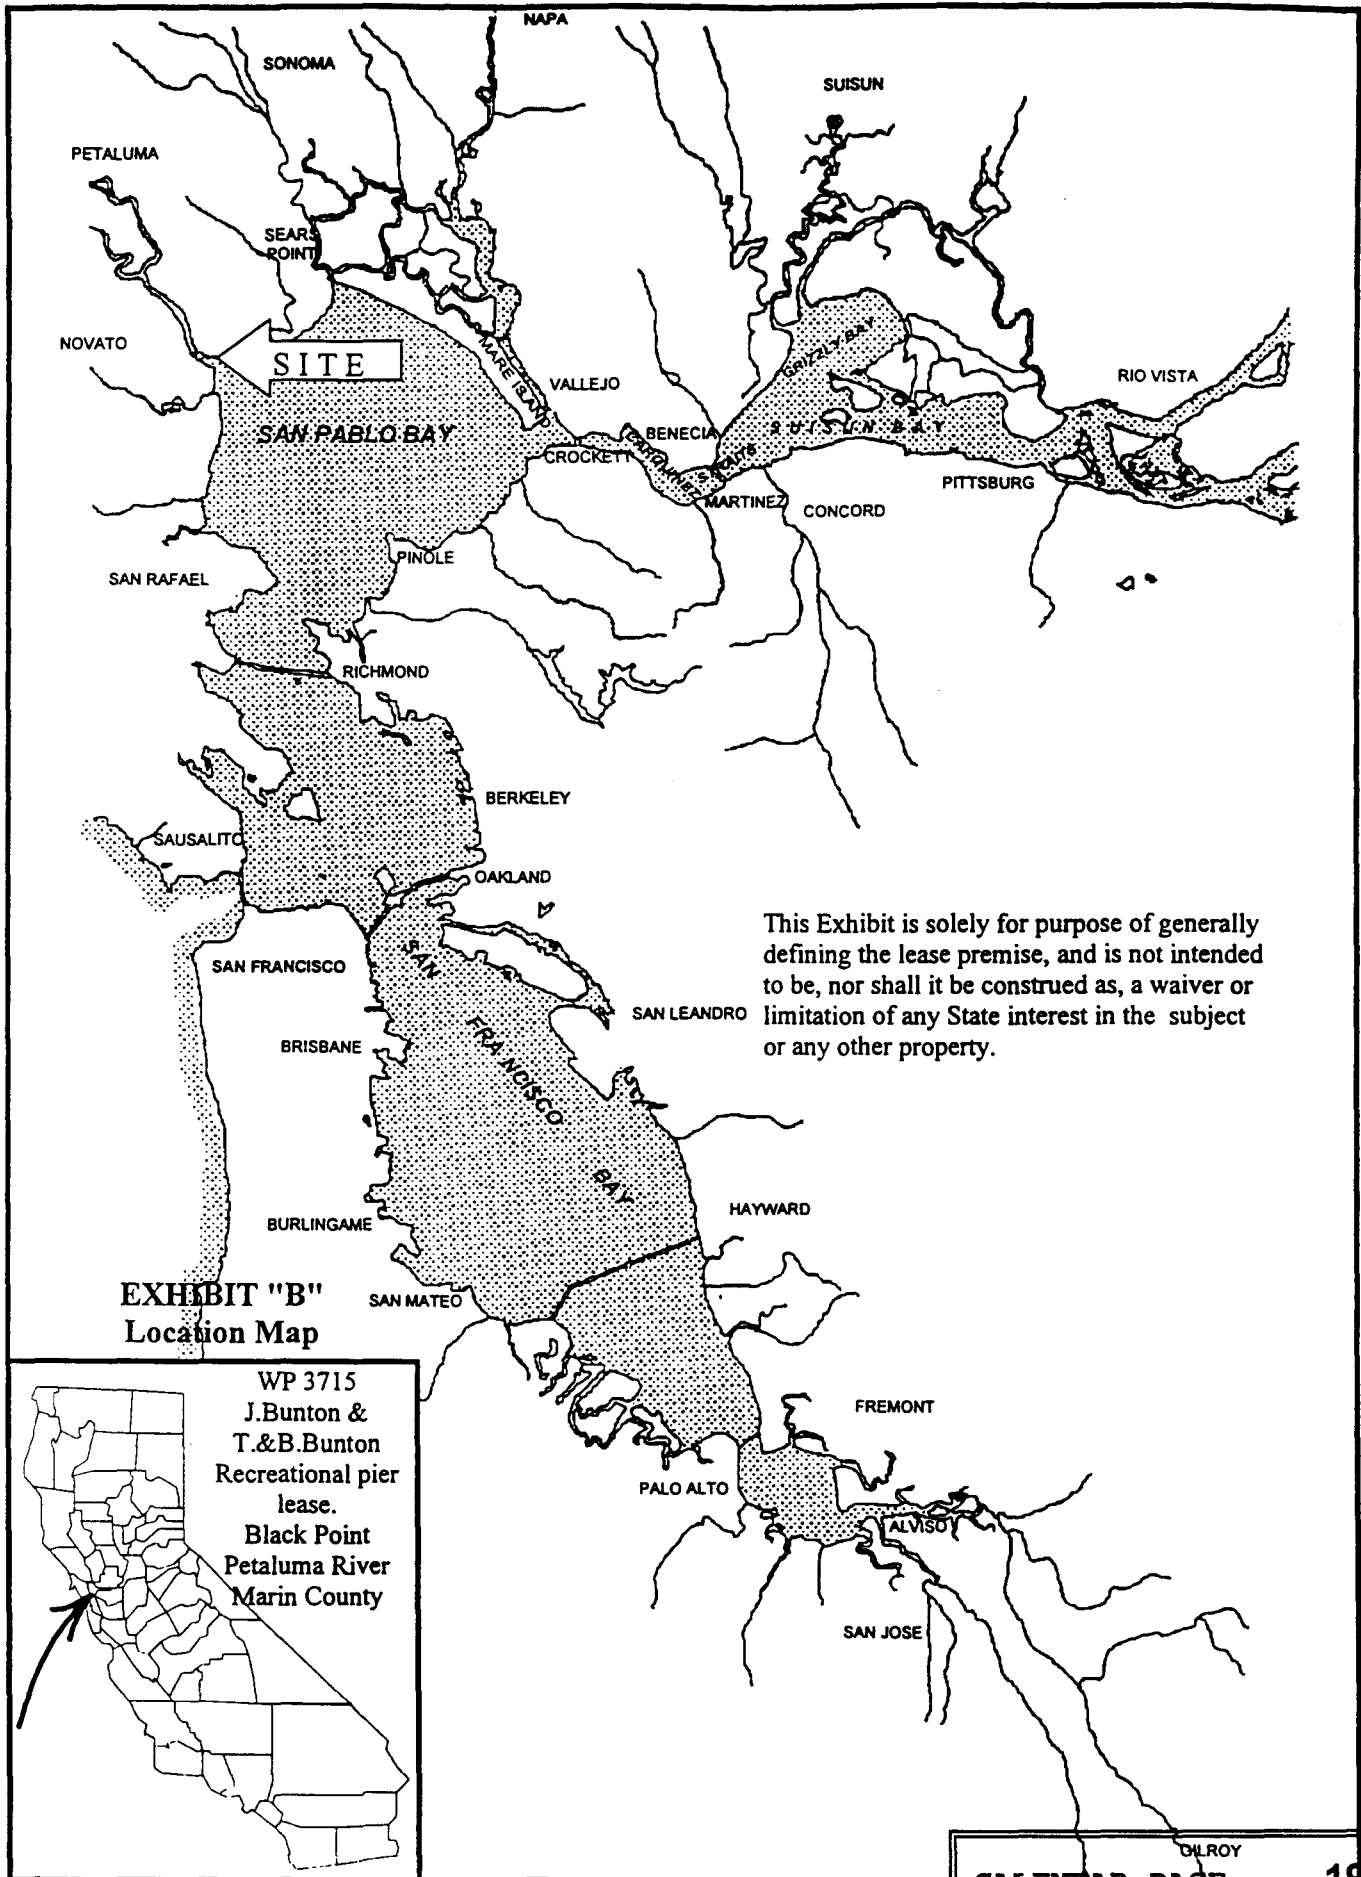 NAPA
SONOMA
SUISUN
PETALUMA
SEARS
POINT
NOVATO
SITE
MARE ISLAND
VALLEJO
GRIZZLY BAY
RIO VISTA
SAN PABLO BAY
BENECIA
SUISUN BAY
CROCKETT
CARQUINEZ STRAITS
PITTSBURG
MARTINEZ
CONCORD
PINOLE
SAN RAFAEL
RICHMOND
BERKELEY
SAUSALITO
OAKLAND
This Exhibit is solely for purpose of generally
defining the lease premise, and is not intended
to be, nor shall it be construed as, a waiver or
limitation of any State interest in the subject
or any other property.
SAN FRANCISCO
SAN FRANCISCO BAY
SAN LEANDRO
BRISBANE
HAYWARD
BURLINGAME
EXHIBIT "B"
Location Map
SAN MATEO
WP 3715
J.Bunton &
T.&B.Bunton
Recreational pier
lease.
Black Point
Petaluma River
Marin County
FREMONT
PALO ALTO
ALVISO
SAN JOSE
GILROY